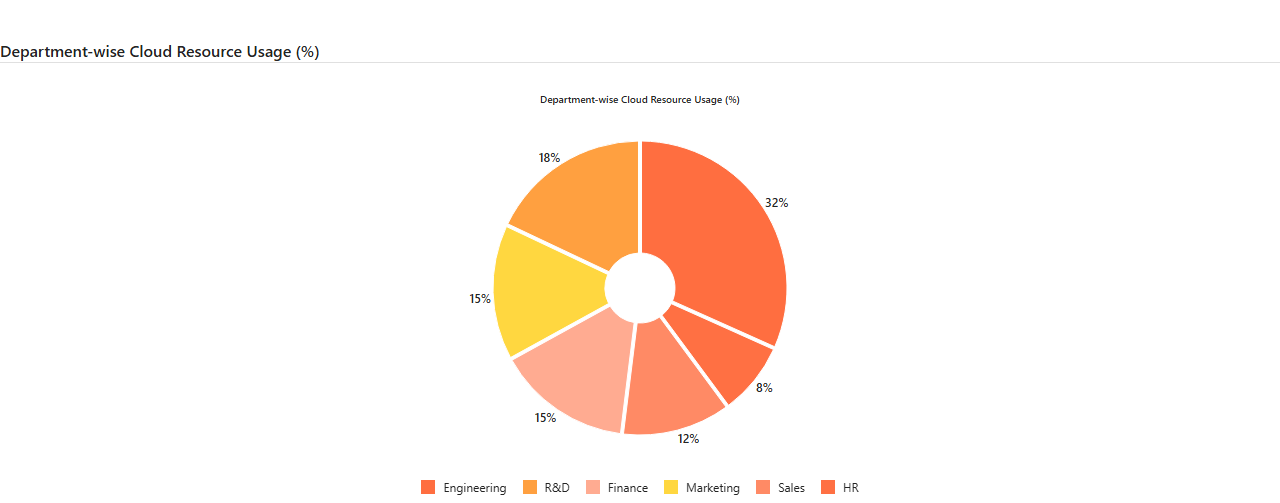 Department-wise Cloud Resource Usage (%)
Department-wise Cloud Resource Usage (%)
18%
32%
15%
8%
15%
12%
Engineering R&D Finance Marketing Sales HR